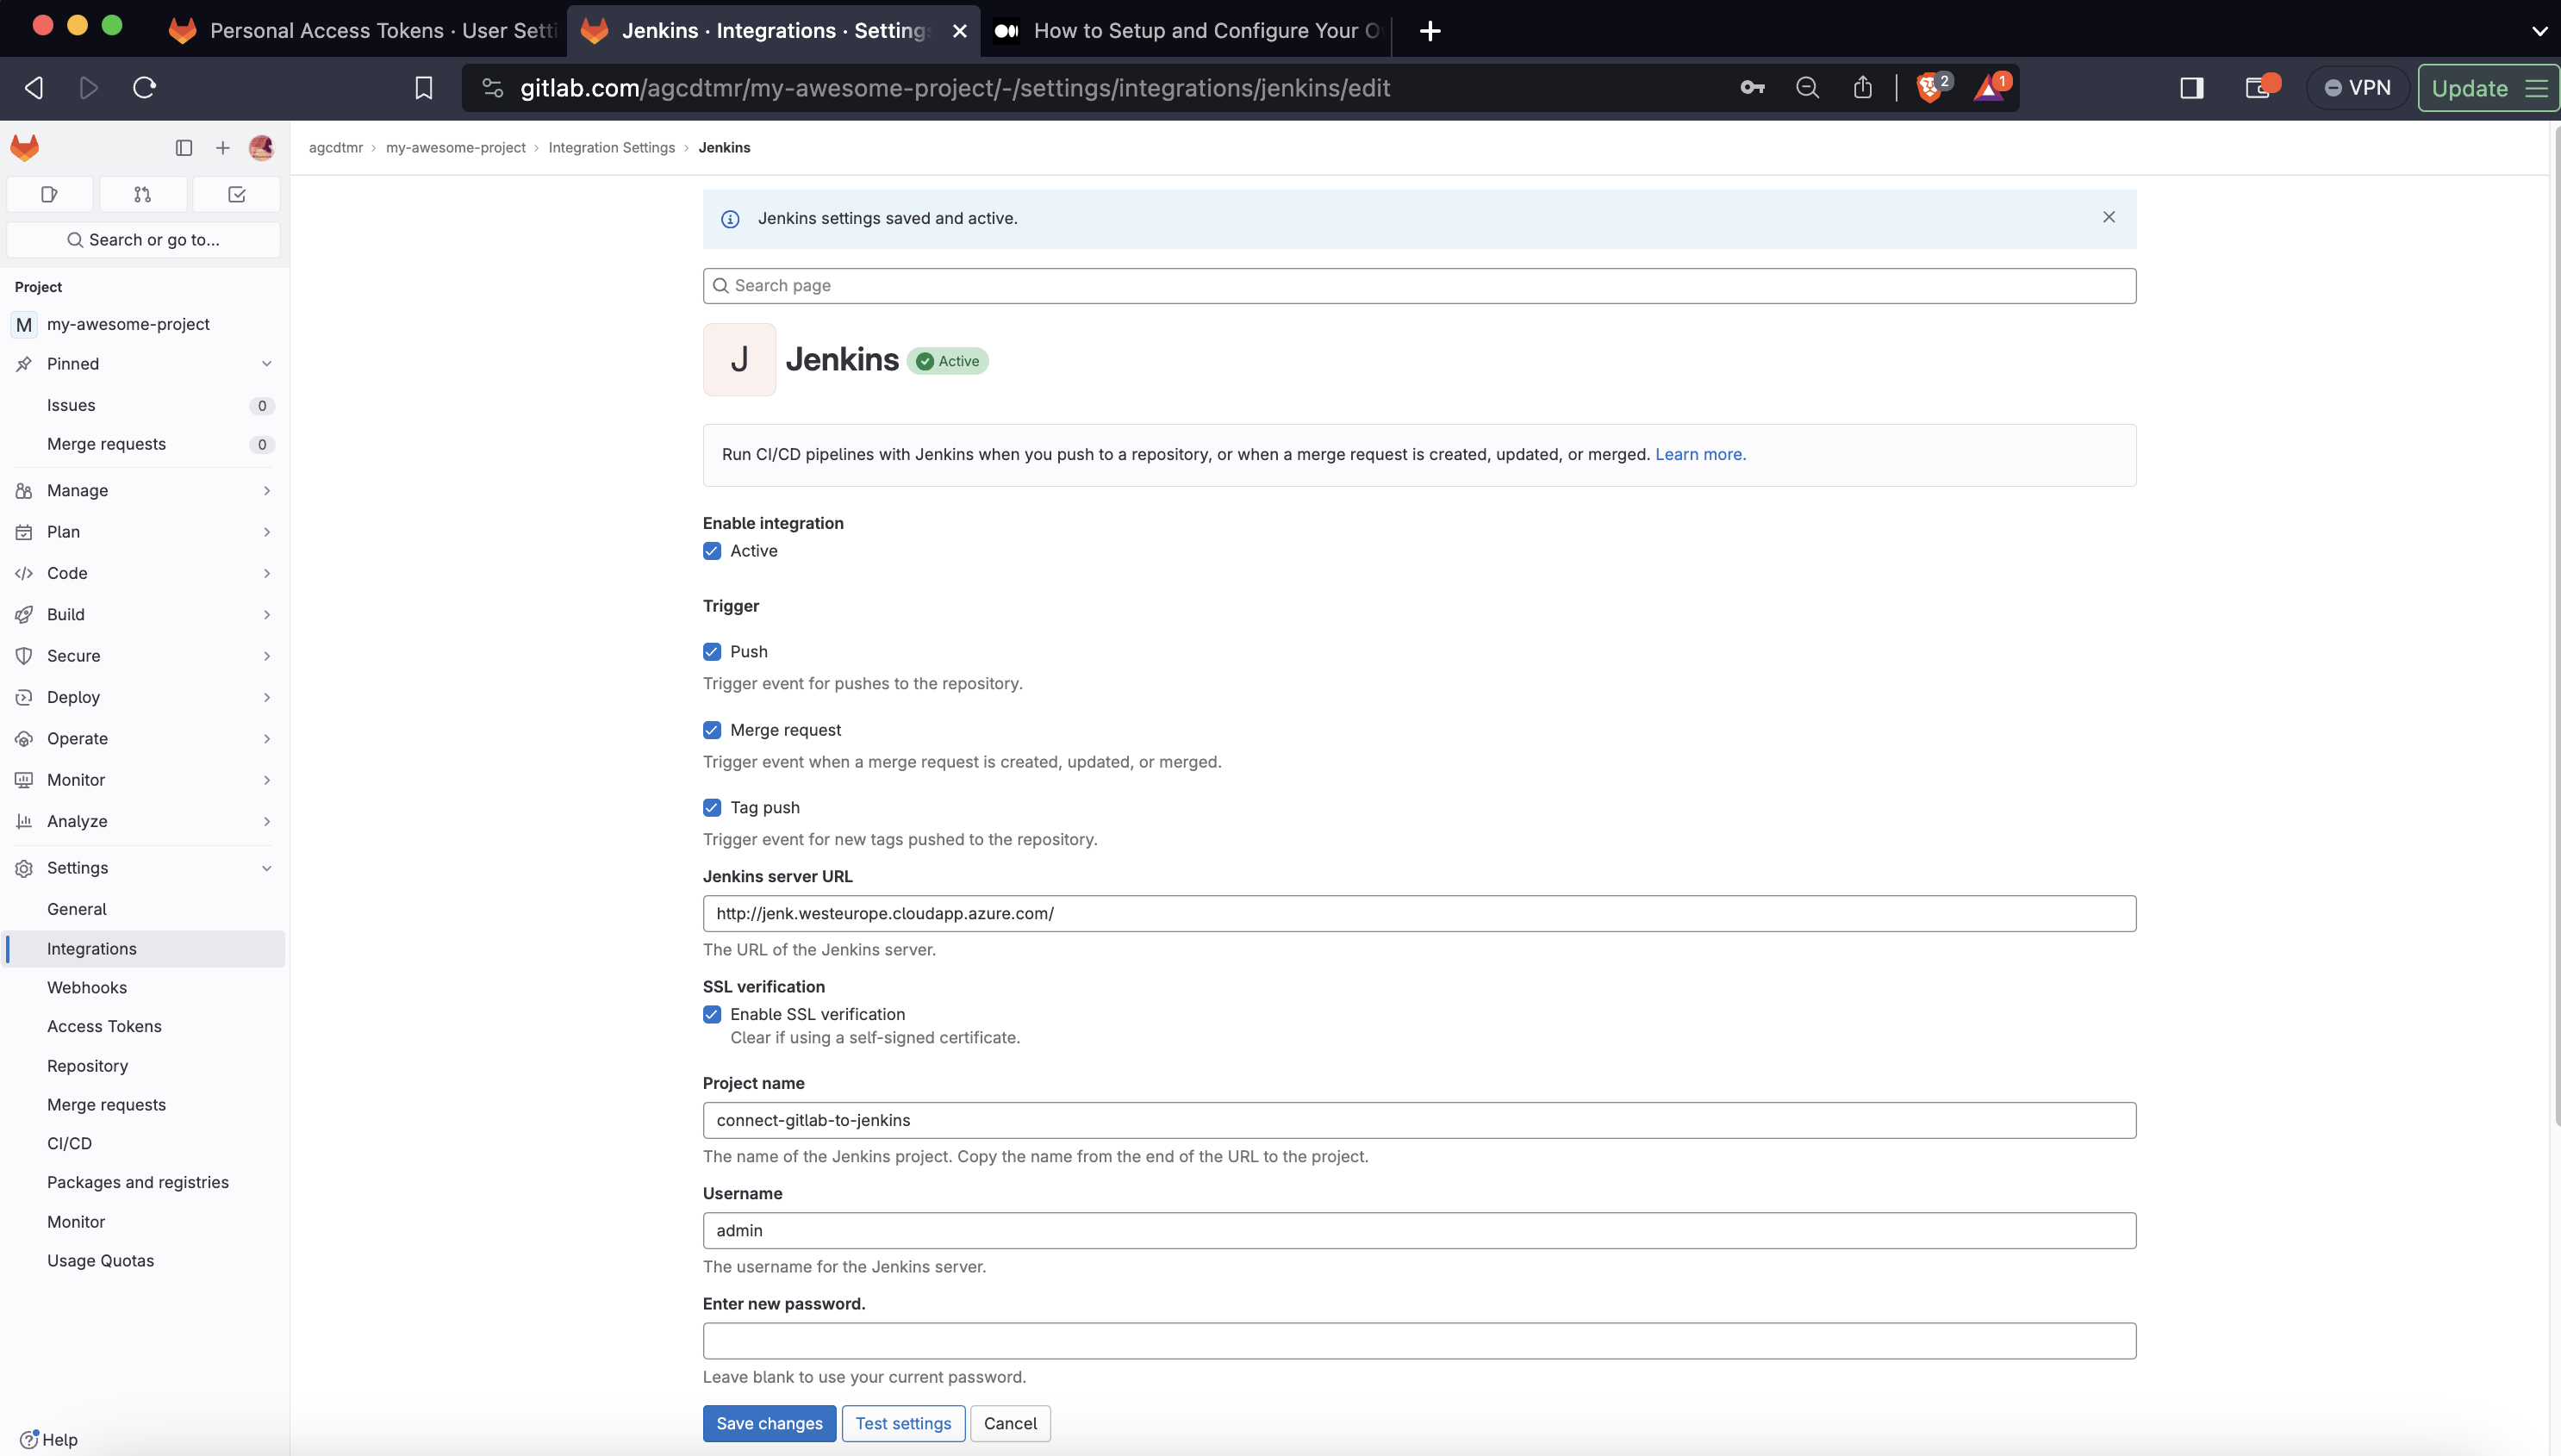 Personal Access Tokens · User Setti
Jenkins · Integrations · Settings
How to Setup and Configure Your O
gitlab.com/agcdtmr/my-awesome-project/-/settings/integrations/jenkins/edit
2
1
VPN
Update
agcdtmr › my-awesome-project › Integration Settings › Jenkins
Search or go to...
Project
M my-awesome-project
Pinned
Issues 0
Merge requests 0
Manage
Plan
Code
Build
Secure
Deploy
Operate
Monitor
Analyze
Settings
General
Integrations
Webhooks
Access Tokens
Repository
Merge requests
CI/CD
Packages and registries
Monitor
Usage Quotas
Help
Jenkins settings saved and active.
Search page
J Jenkins Active
Run CI/CD pipelines with Jenkins when you push to a repository, or when a merge request is created, updated, or merged. Learn more.
Enable integration
Active
Trigger
Push
Trigger event for pushes to the repository.
Merge request
Trigger event when a merge request is created, updated, or merged.
Tag push
Trigger event for new tags pushed to the repository.
Jenkins server URL
http://jenk.westeurope.cloudapp.azure.com/
The URL of the Jenkins server.
SSL verification
Enable SSL verification
Clear if using a self-signed certificate.
Project name
connect-gitlab-to-jenkins
The name of the Jenkins project. Copy the name from the end of the URL to the project.
Username
admin
The username for the Jenkins server.
Enter new password.
Leave blank to use your current password.
Save changes Test settings Cancel